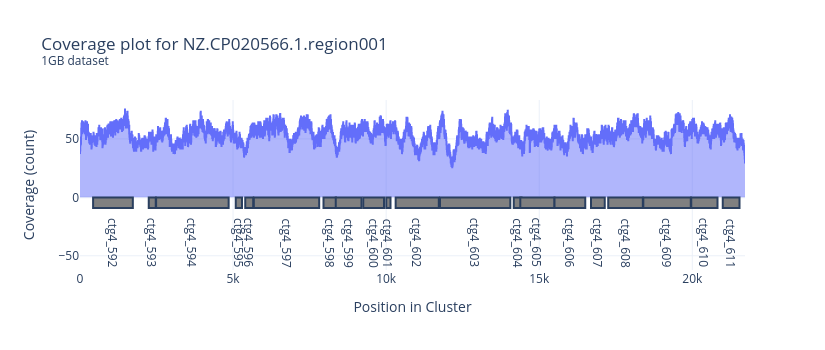 Coverage plot for NZ.CP020566.1.region001
1GB dataset
Coverage (count)
50
0
−50
ctg4_592
ctg4_593
ctg4_594
ctg4_595
ctg4_596
ctg4_597
ctg4_598
ctg4_599
ctg4_600
ctg4_601
ctg4_602
ctg4_603
ctg4_604
ctg4_605
ctg4_606
ctg4_607
ctg4_608
ctg4_609
ctg4_610
ctg4_611
0 5k 10k 15k 20k
Position in Cluster